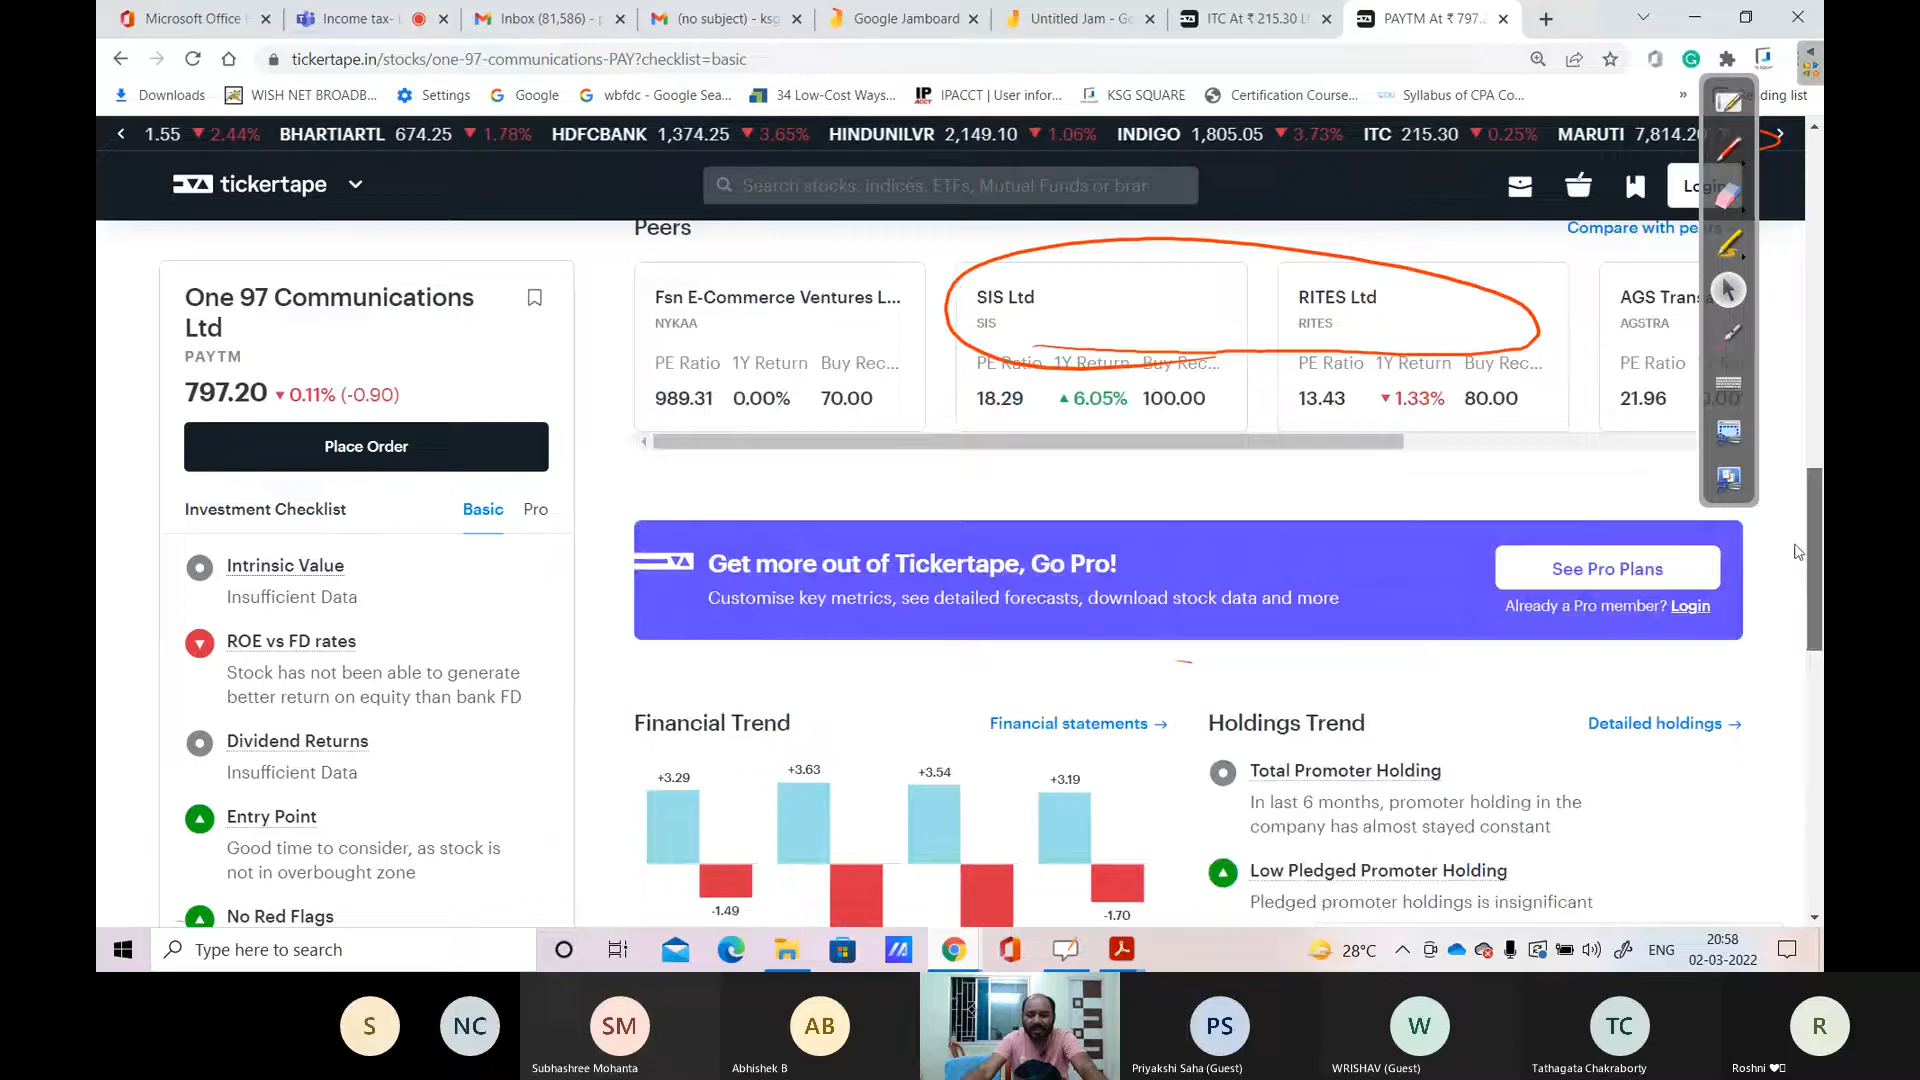 Microsoft Office
Income tax-
Inbox (81,586) - p
(no subject) - ksg
Google Jamboard
Untitled Jam - Go
ITC At ₹ 215.30
PAYTM At ₹ 797.2
tickertape.in/stocks/one-97-communications-PAY?checklist=basic
Downloads
WISH NET BROADB...
Settings
Google
wbfdc - Google Sea...
34 Low-Cost Ways...
IPACCT | User infor...
KSG SQUARE
Certification Course...
Syllabus of CPA Co...
»
ding list
1.55 ▼ 2.44% BHARTIARTL 674.25 ▼ 1.78% HDFCBANK 1,374.25 ▼ 3.65% HINDUNILVR 2,149.10 ▼ 1.06% INDIGO 1,805.05 ▼ 3.73% ITC 215.30 ▼ 0.25% MARUTI 7,814.20
tickertape
Search stocks, indices, ETFs, Mutual Funds or brar
Login
Peers
Compare with peers
One 97 Communications
Ltd
PAYTM
797.20 ▼ 0.11% (-0.90)
Place Order
Investment Checklist
Basic
Pro
Intrinsic Value
Insufficient Data
ROE vs FD rates
Stock has not been able to generate
better return on equity than bank FD
Dividend Returns
Insufficient Data
Entry Point
Good time to consider, as stock is
not in overbought zone
No Red Flags
Fsn E-Commerce Ventures L...
NYKAA
PE Ratio 1Y Return Buy Rec...
989.31 0.00% 70.00
SIS Ltd
SIS
PE Ratio 1Y Return Buy Rec...
18.29 ▲ 6.05% 100.00
RITES Ltd
RITES
PE Ratio 1Y Return Buy Rec...
13.43 ▼ 1.33% 80.00
AGS Trans
AGSTRA
PE Ratio
21.96
Get more out of Tickertape, Go Pro!
Customise key metrics, see detailed forecasts, download stock data and more
See Pro Plans
Already a Pro member? Login
Financial Trend
Financial statements →
+3.29
+3.63
+3.54
+3.19
-1.49
-1.70
Holdings Trend
Detailed holdings →
Total Promoter Holding
In last 6 months, promoter holding in the
company has almost stayed constant
Low Pledged Promoter Holding
Pledged promoter holdings is insignificant
Type here to search
28°C
ENG
20:58
02-03-2022
S
NC
SM
Subhashree Mohanta
AB
Abhishek B
PS
Priyakshi Saha (Guest)
W
WRISHAV (Guest)
TC
Tathagata Chakraborty
R
Roshni ❤